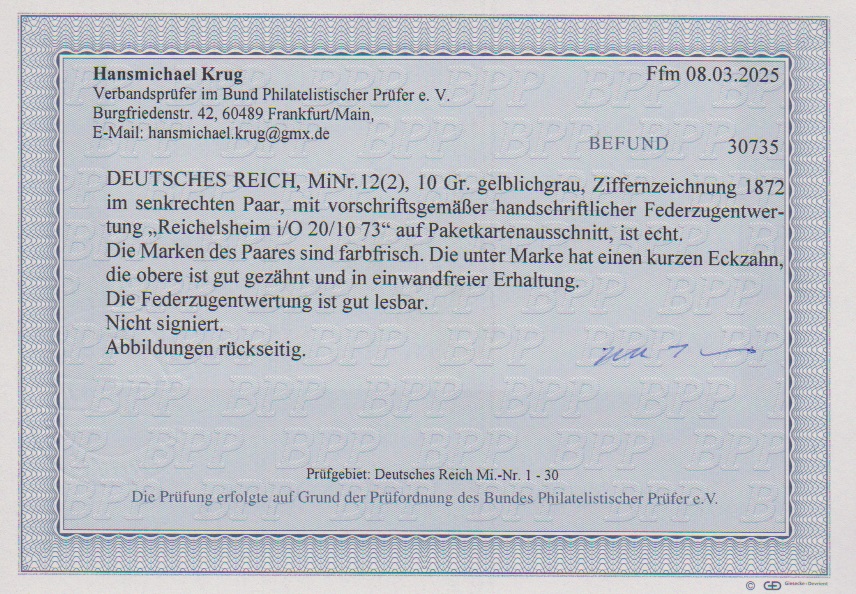 Hansmichael Krug
Ffm 08.03.2025
Verbandsprüfer im Bund Philatelistischer Prüfer e. V.
Burgfriedenstr. 42, 60489 Frankfurt/Main,
E-Mail: hansmichael.krug@gmx.de
BEFUND 30735
DEUTSCHES REICH, MiNr.12(2), 10 Gr. gelblichgrau, Ziffernzeichnung 1872
im senkrechten Paar, mit vorschriftsgemäßer handschriftlicher Federzugentwer-
tung „Reichelsheim i/O 20/10 73“ auf Paketkartenausschnitt, ist echt.
Die Marken des Paares sind farbfrisch. Die unter Marke hat einen kurzen Eckzahn,
die obere ist gut gezähnt und in einwandfreier Erhaltung.
Die Federzugentwertung ist gut lesbar.
Nicht signiert.
Abbildungen rückseitig.
Prüfgebiet: Deutsches Reich Mi.-Nr. 1 - 30
Die Prüfung erfolgte auf Grund der Prüfordnung des Bundes Philatelistischer Prüfer e.V.
© GD Giesecke+Devrient